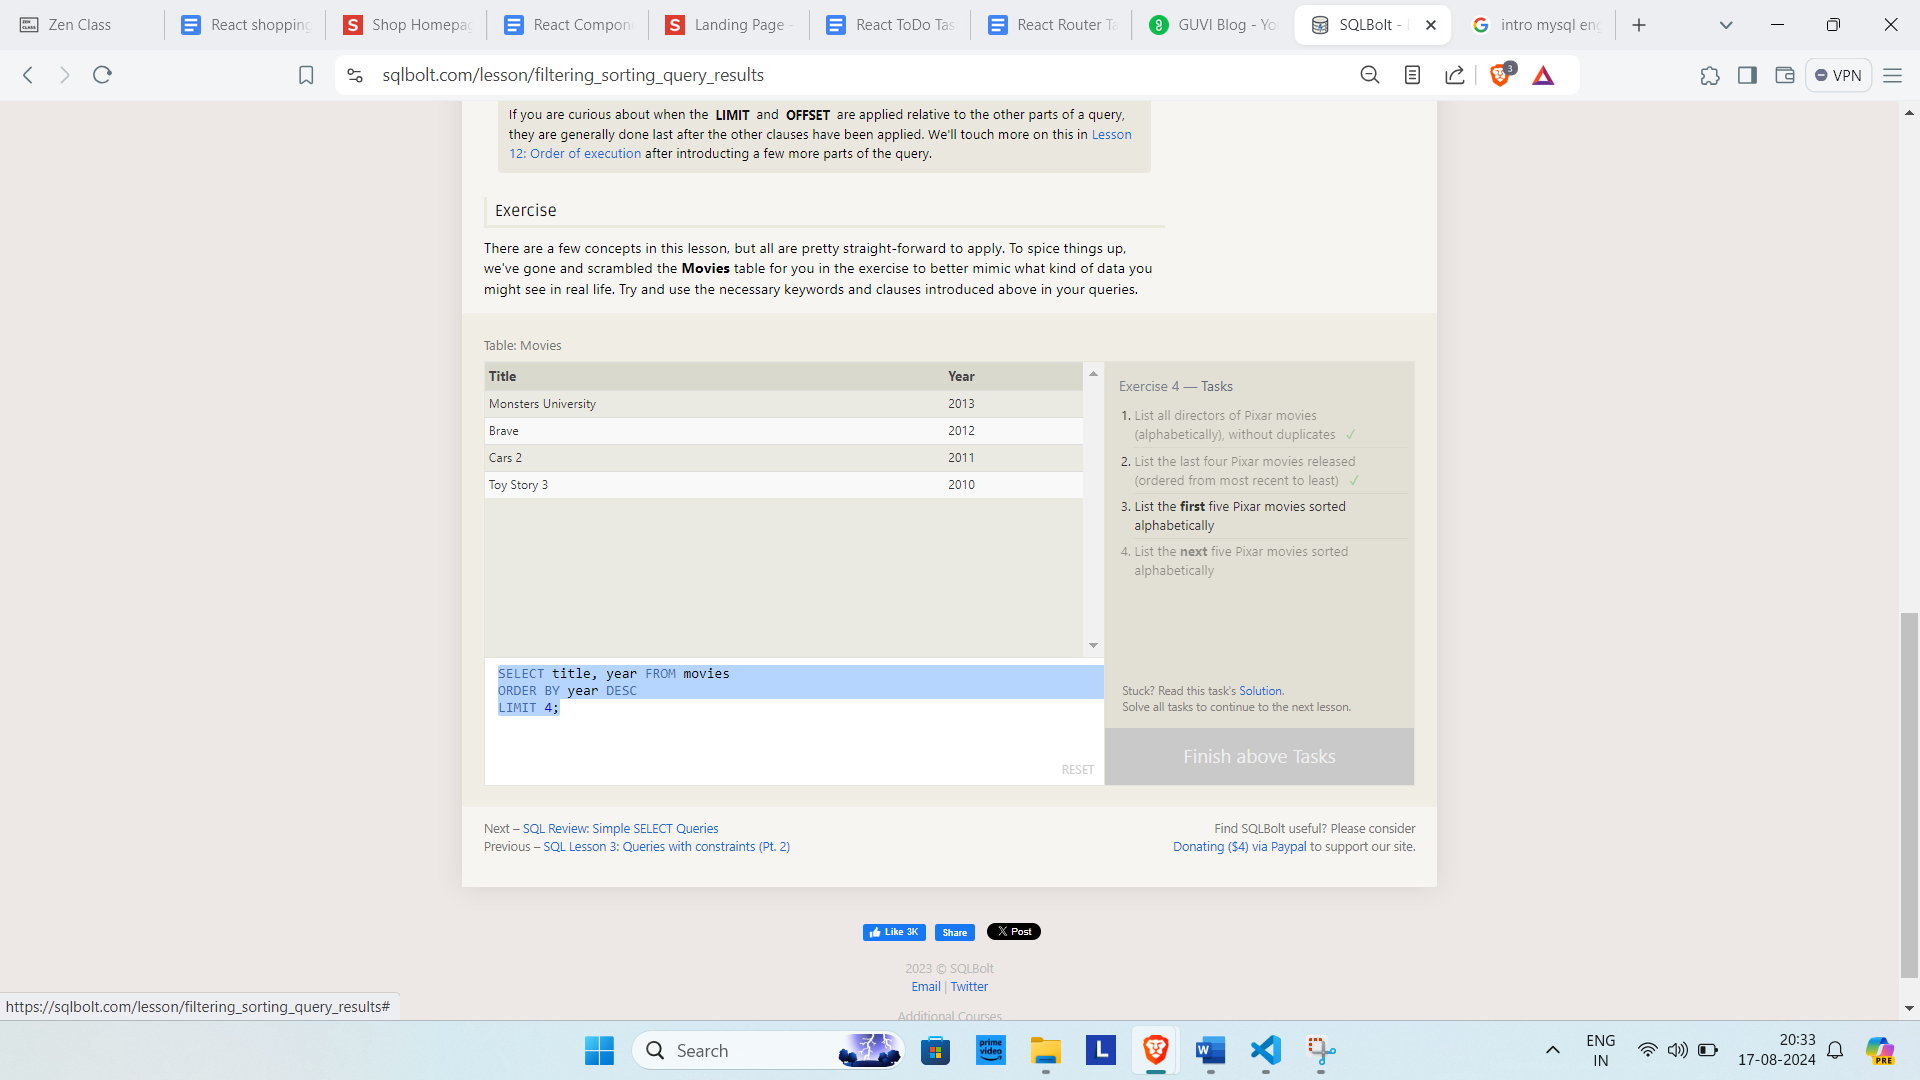 Zen Class
React shopping
Shop Homepag
React Compon
Landing Page -
React ToDo Tas
React Router Ta
GUVI Blog - Yo
SQLBolt -
intro mysql eng
sqlbolt.com/lesson/filtering_sorting_query_results
3
VPN
If you are curious about when the LIMIT and OFFSET are applied relative to the other parts of a query,
they are generally done last after the other clauses have been applied. We'll touch more on this in Lesson
12: Order of execution after introducting a few more parts of the query.
Exercise
There are a few concepts in this lesson, but all are pretty straight-forward to apply. To spice things up,
we've gone and scrambled the Movies table for you in the exercise to better mimic what kind of data you
might see in real life. Try and use the necessary keywords and clauses introduced above in your queries.
Table: Movies
Title Year
Monsters University 2013
Brave 2012
Cars 2 2011
Toy Story 3 2010
SELECT title, year FROM movies
ORDER BY year DESC
LIMIT 4;
RESET
Exercise 4 — Tasks
1. List all directors of Pixar movies
(alphabetically), without duplicates ✓
2. List the last four Pixar movies released
(ordered from most recent to least) ✓
3. List the first five Pixar movies sorted
alphabetically
4. List the next five Pixar movies sorted
alphabetically
Stuck? Read this task's Solution.
Solve all tasks to continue to the next lesson.
Finish above Tasks
Next – SQL Review: Simple SELECT Queries
Previous – SQL Lesson 3: Queries with constraints (Pt. 2)
Find SQLBolt useful? Please consider
Donating ($4) via Paypal to support our site.
Like 3K
Share
X Post
2023 © SQLBolt
Email | Twitter
Additional Courses
https://sqlbolt.com/lesson/filtering_sorting_query_results#
Search
prime video
L
W
PRE
ENG
IN
20:33
17-08-2024